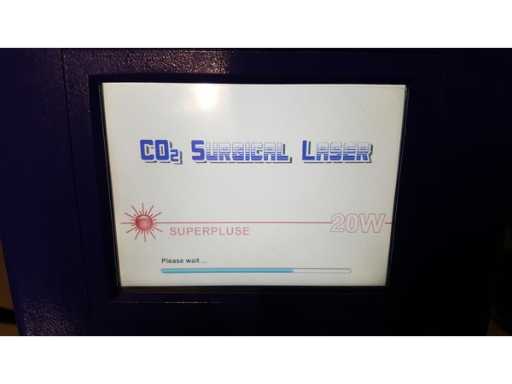 CO2 SURGICAL LASER
20W
SUPERPLUSE
Please wait...